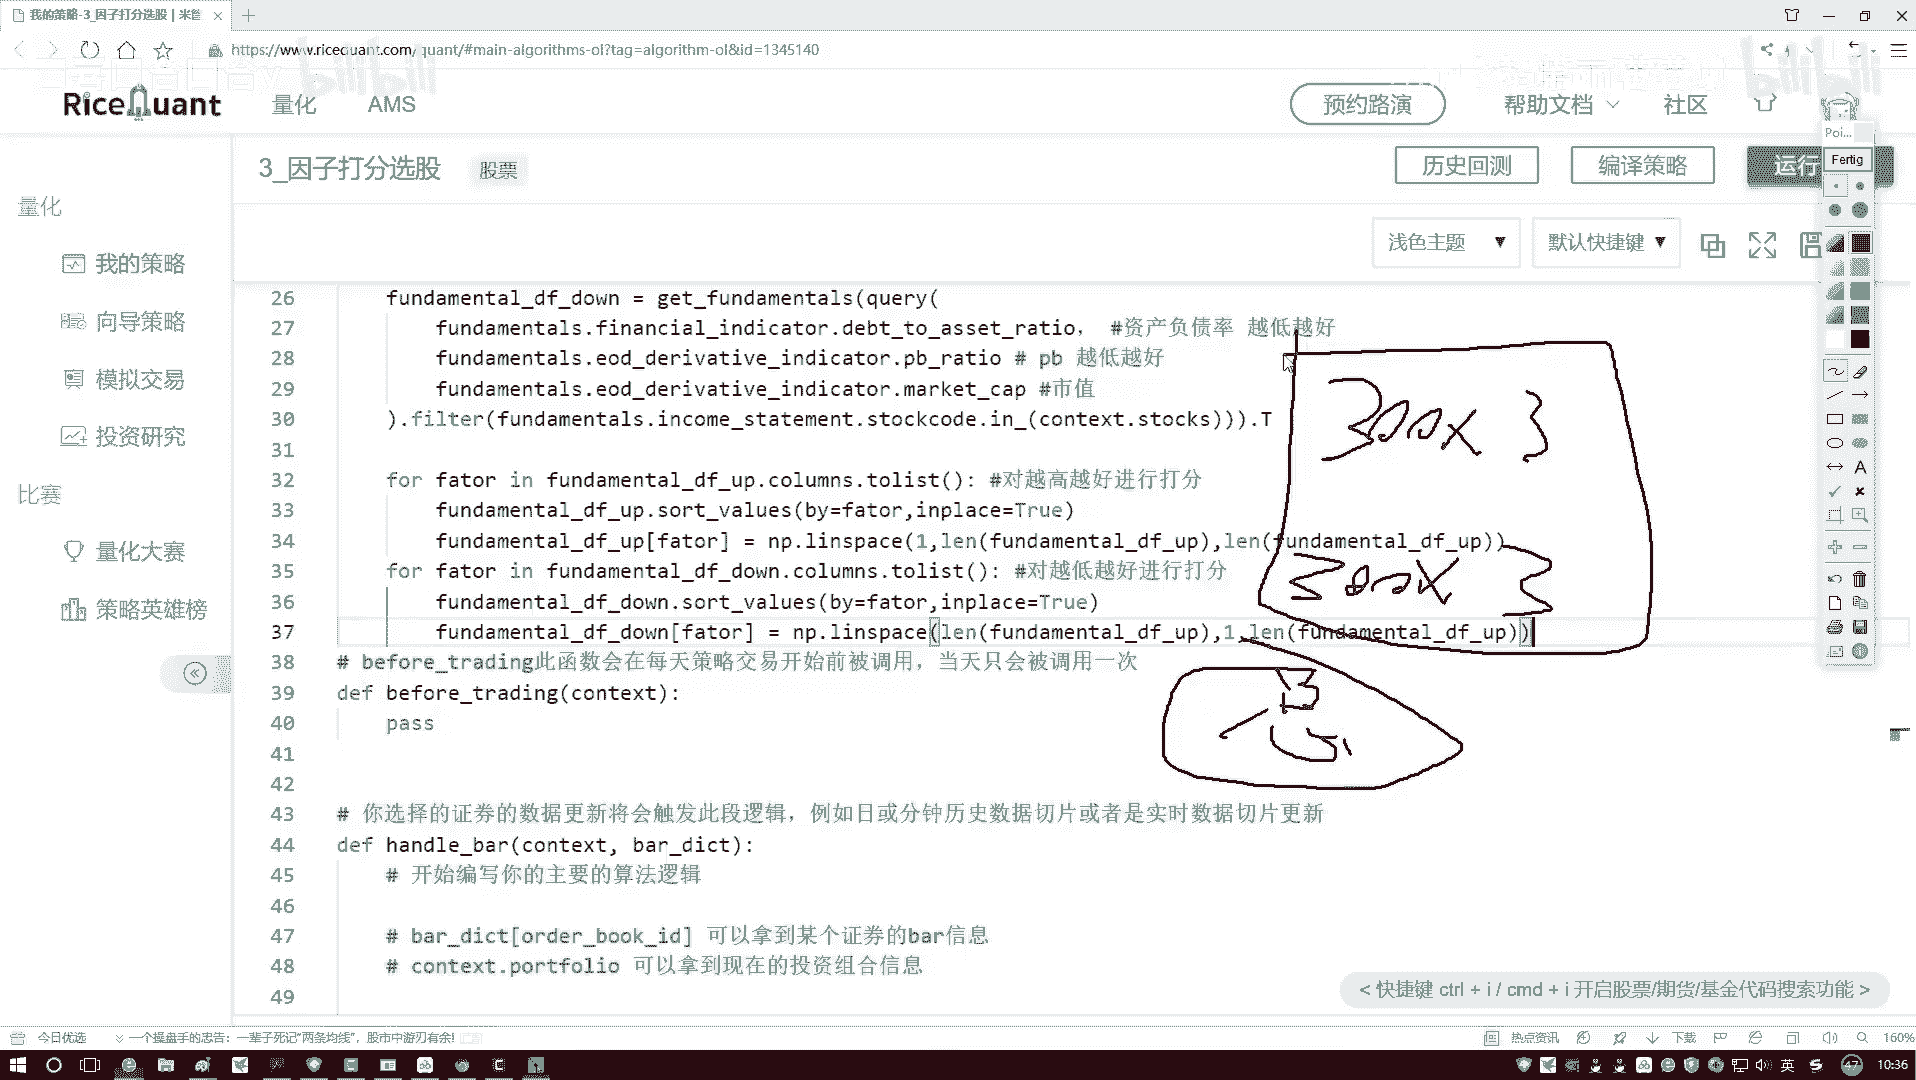 我的策略-3_因子打分选股 | 米筐
https://www.ricequant.com/quant/#main-algorithms-ol?tag=algorithm-ol&id=1345140
bilibili
bilibili
RiceQuant 量化 AMS 预约路演 帮助文档 社区
Poi...
Fertig
3_因子打分选股 股票 历史回测 编译策略 运行
量化
我的策略
向导策略
模拟交易
投资研究
比赛
量化大赛
策略英雄榜
浅色主题 ▼ 默认快捷键 ▼
26 fundamental_df_down = get_fundamentals(query(
27 fundamentals.financial_indicator.debt_to_asset_ratio， #资产负债率 越低越好
28 fundamentals.eod_derivative_indicator.pb_ratio # pb 越低越好
29 fundamentals.eod_derivative_indicator.market_cap #市值
30 ).filter(fundamentals.income_statement.stockcode.in_(context.stocks))).T
31
32 for fator in fundamental_df_up.columns.tolist(): #对越高越好进行打分
33 fundamental_df_up.sort_values(by=fator,inplace=True)
34 fundamental_df_up[fator] = np.linspace(1,len(fundamental_df_up),len(fundamental_df_up))
35 for fator in fundamental_df_down.columns.tolist(): #对越低越好进行打分
36 fundamental_df_down.sort_values(by=fator,inplace=True)
37 fundamental_df_down[fator] = np.linspace(len(fundamental_df_up),1,len(fundamental_df_up))
38 # before_trading此函数会在每天策略交易开始前被调用，当天只会被调用一次
39 def before_trading(context):
40 pass
41
42
43 # 你选择的证券的数据更新将会触发此段逻辑，例如日或分钟历史数据切片或者是实时数据切片更新
44 def handle_bar(context, bar_dict):
45 # 开始编写你的主要的算法逻辑
46
47 # bar_dict[order_book_id] 可以拿到某个证券的bar信息
48 # context.portfolio 可以拿到现在的投资组合信息
49
300x 3
300x 3
< 快捷键 ctrl + i / cmd + i 开启股票/期货/基金代码搜索功能 >
今日优选 一个操盘手的忠告：一辈子死记“两条均线”，股市中游刃有余! 热点资讯 下载 160%
英 47 10:36